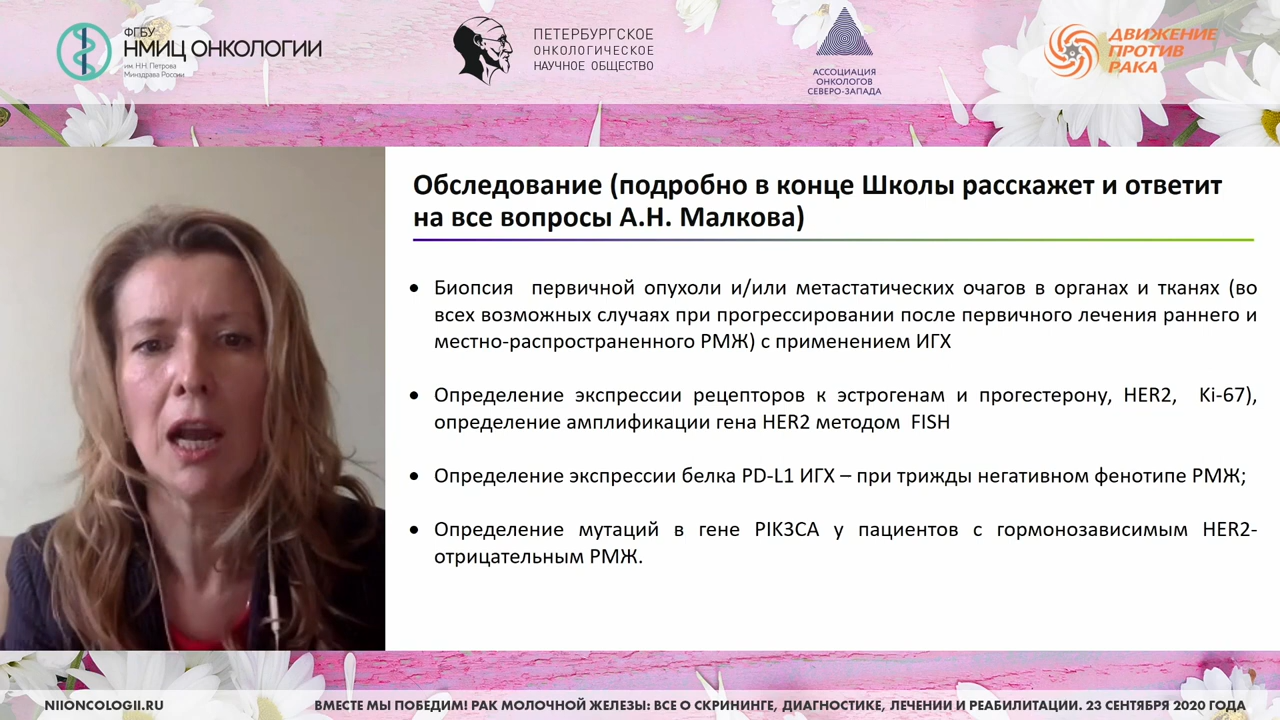 ФГБУ
НМИЦ ОНКОЛОГИИ
им. Н.Н. Петрова
Минздрава России
ПЕТЕРБУРГСКОЕ
ОНКОЛОГИЧЕСКОЕ
НАУЧНОЕ ОБЩЕСТВО
АССОЦИАЦИЯ
ОНКОЛОГОВ
СЕВЕРО-ЗАПАДА
ДВИЖЕНИЕ
ПРОТИВ
РАКА
Обследование (подробно в конце Школы расскажет и ответит
на все вопросы А.Н. Малкова)
• Биопсия первичной опухоли и/или метастатических очагов в органах и тканях (во
всех возможных случаях при прогрессировании после первичного лечения раннего и
местно-распространенного РМЖ) с применением ИГХ
• Определение экспрессии рецепторов к эстрогенам и прогестерону, HER2, Ki-67),
определение амплификации гена HER2 методом FISH
• Определение экспрессии белка PD-L1 ИГХ – при трижды негативном фенотипе РМЖ;
• Определение мутаций в гене PIK3CA у пациентов с гормонозависимым HER2-
отрицательным РМЖ.
NIIONCOLOGII.RU
ВМЕСТЕ МЫ ПОБЕДИМ! РАК МОЛОЧНОЙ ЖЕЛЕЗЫ: ВСЕ О СКРИНИНГЕ, ДИАГНОСТИКЕ, ЛЕЧЕНИИ И РЕАБИЛИТАЦИИ. 23 СЕНТЯБРЯ 2020 ГОДА